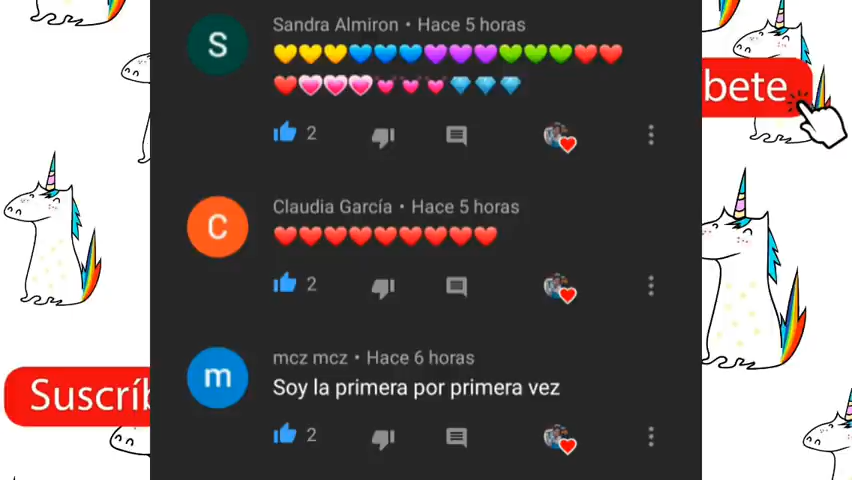 Sandra Almiron • Hace 5 horas
💛💛💛💙💙💙💜💜💜💚💚💚❤️❤️
❤️💗💗💗💓💓💓💎💎💎
S
bete
2
Claudia García • Hace 5 horas
❤️❤️❤️❤️❤️❤️❤️❤️❤️
C
2
mcz mcz • Hace 6 horas
Soy la primera por primera vez
m
Suscríb
2